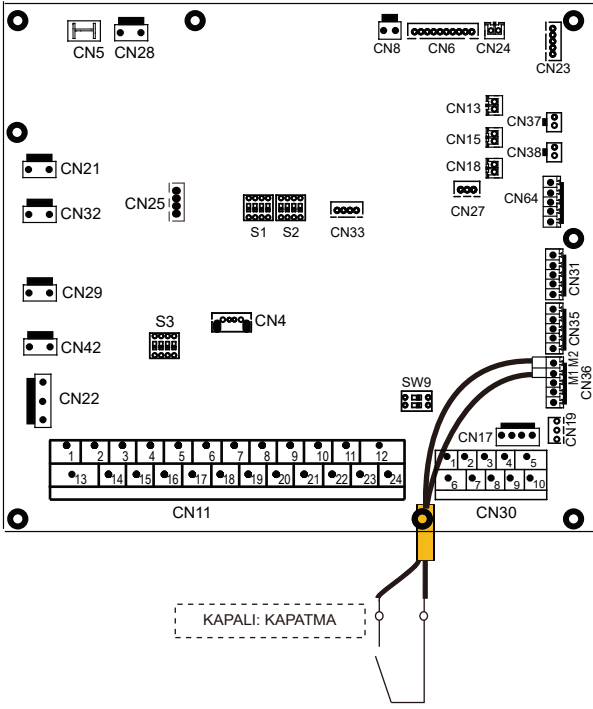 CN5
CN28
CN8
CN6
CN24
CN23
CN13
CN37
CN15
CN38
CN18
CN21
CN25
CN32
S1
S2
CN33
CN27
CN64
CN31
CN29
S3
CN4
CN35
CN42
M1 M2
CN36
CN22
SW9
CN17
CN19
1 2 3 4 5 6 7 8 9 10 11 12
13 14 15 16 17 18 19 20 21 22 23 24
CN11
1 2 3 4 5
6 7 8 9 10
CN30
KAPALI: KAPATMA